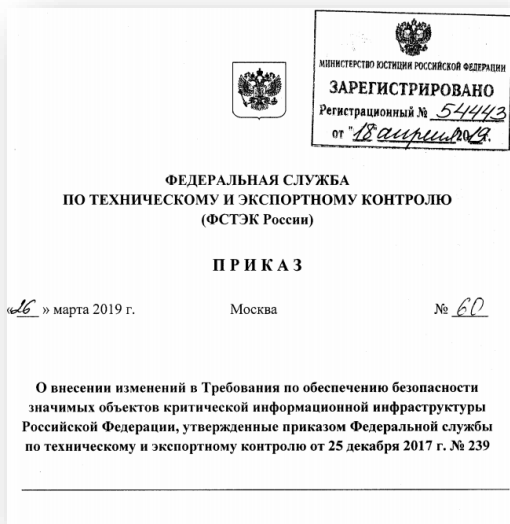 МИНИСТЕРСТВО ЮСТИЦИИ РОССИЙСКОЙ ФЕДЕРАЦИИ
ЗАРЕГИСТРИРОВАНО
Регистрационный № 54443
от "18" апреля 2019г.
ФЕДЕРАЛЬНАЯ СЛУЖБА
ПО ТЕХНИЧЕСКОМУ И ЭКСПОРТНОМУ КОНТРОЛЮ
(ФСТЭК России)
ПРИКАЗ
«26» марта 2019 г. Москва № 60
О внесении изменений в Требования по обеспечению безопасности
значимых объектов критической информационной инфраструктуры
Российской Федерации, утвержденные приказом Федеральной службы
по техническому и экспортному контролю от 25 декабря 2017 г. № 239